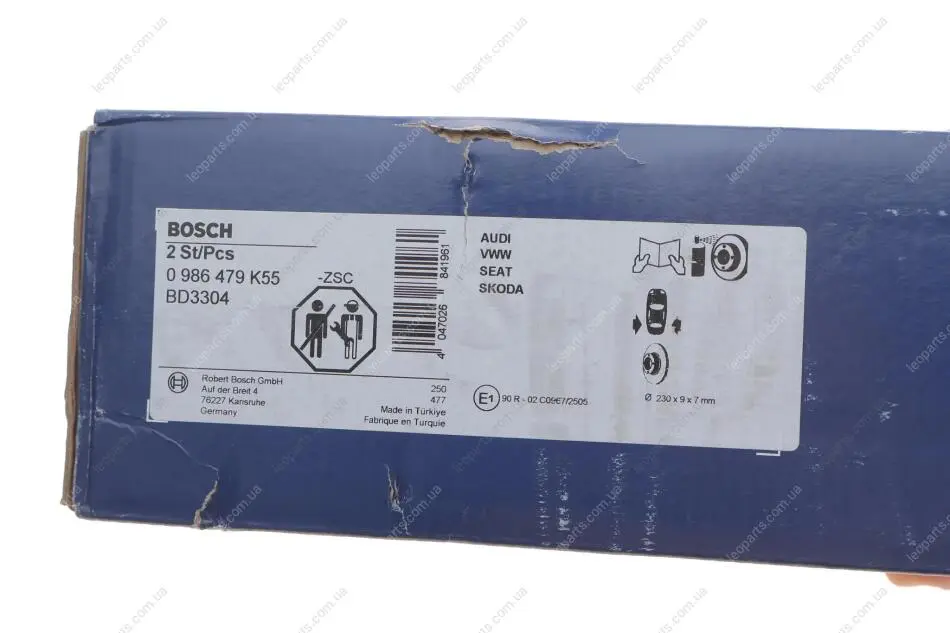 BOSCH
2 St/Pcs
0 986 479 K55
BD3304
-ZSC
4 047026 841961
AUDI
VWW
SEAT
SKODA
Robert Bosch GmbH
Auf der Breit 4
76227 Karlsruhe
Germany
250
477
Made in Türkiye
Fabrique en Turquie
E1 90 R - 02 C0967/2505
Ø 230 x 9 x 7 mm
leoparts.com.ua